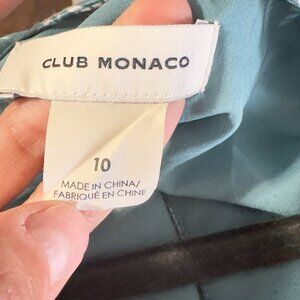 CLUB MONACO
10
MADE IN CHINA/
FABRIQUÉ EN CHINE